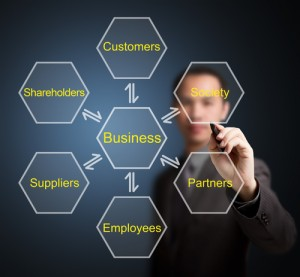 Customers
Shareholders
Society
Business
Suppliers
Partners
Employees